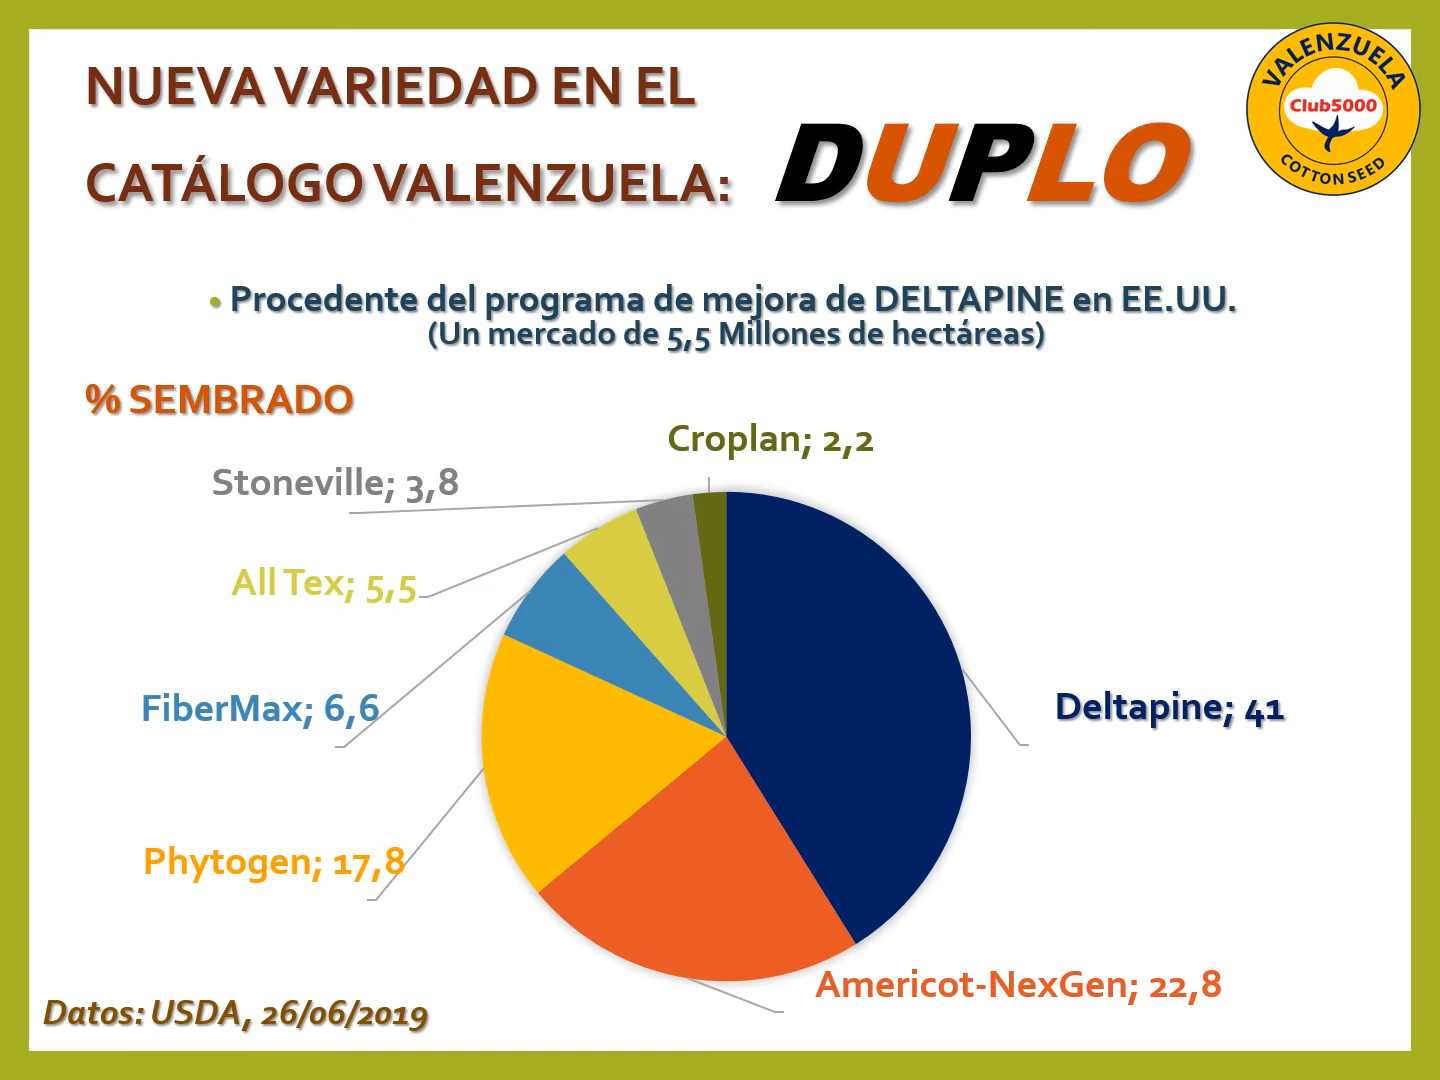 NUEVA VARIEDAD EN EL
CATÁLOGO VALENZUELA:
DUPLO
VALENZUELA
Club5000
COTTON SEED
• Procedente del programa de mejora de DELTAPINE en EE.UU.
(Un mercado de 5,5 Millones de hectáreas)
% SEMBRADO
Croplan; 2,2
Stoneville; 3,8
All Tex; 5,5
FiberMax; 6,6
Deltapine; 41
Phytogen; 17,8
Americot-NexGen; 22,8
Datos: USDA, 26/06/2019